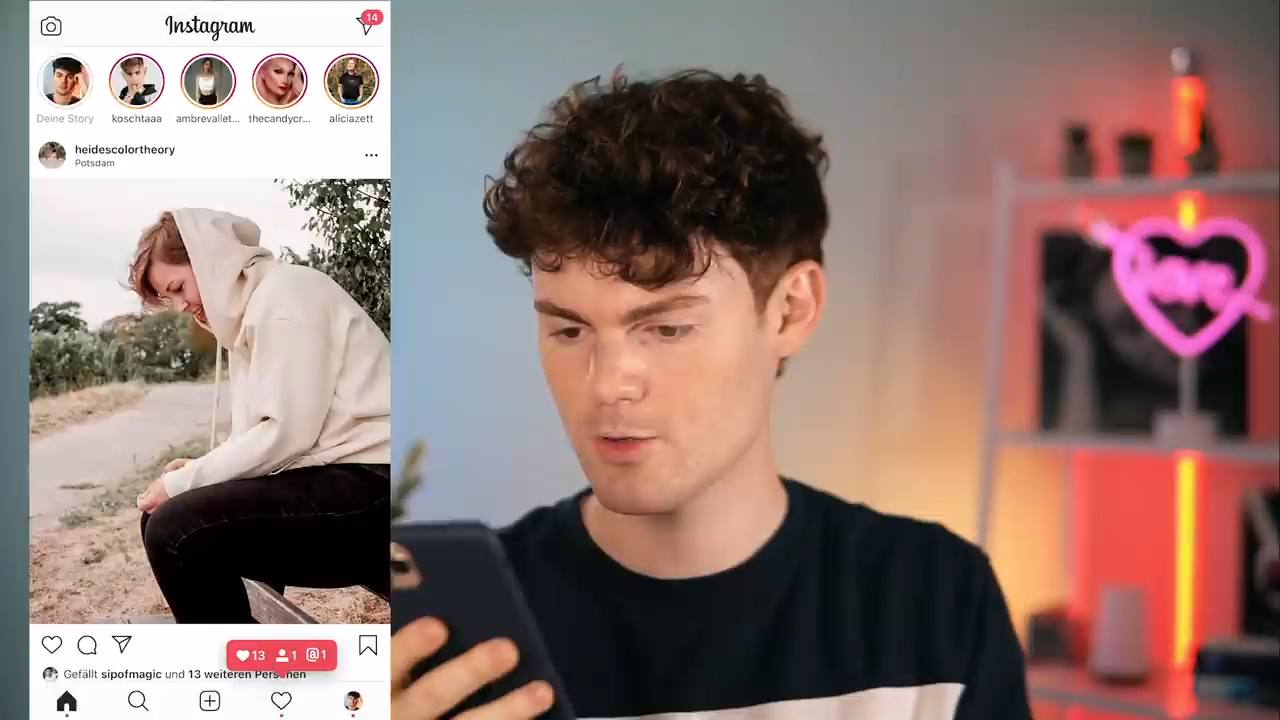 Instagram
14
Deine Story
koschtaaa
ambrevallet...
thecandycr...
aliciazett
heidescolortheory
Potsdam
love
13 1 @1
Gefällt sipofmagic und 13 weiteren Personen